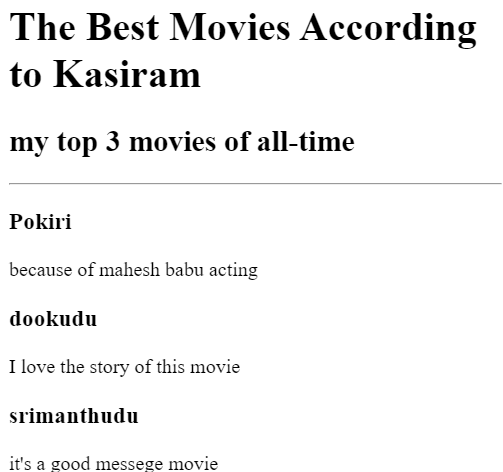 The Best Movies According
to Kasiram
my top 3 movies of all-time
Pokiri
because of mahesh babu acting
dookudu
I love the story of this movie
srimanthudu
it's a good messege movie